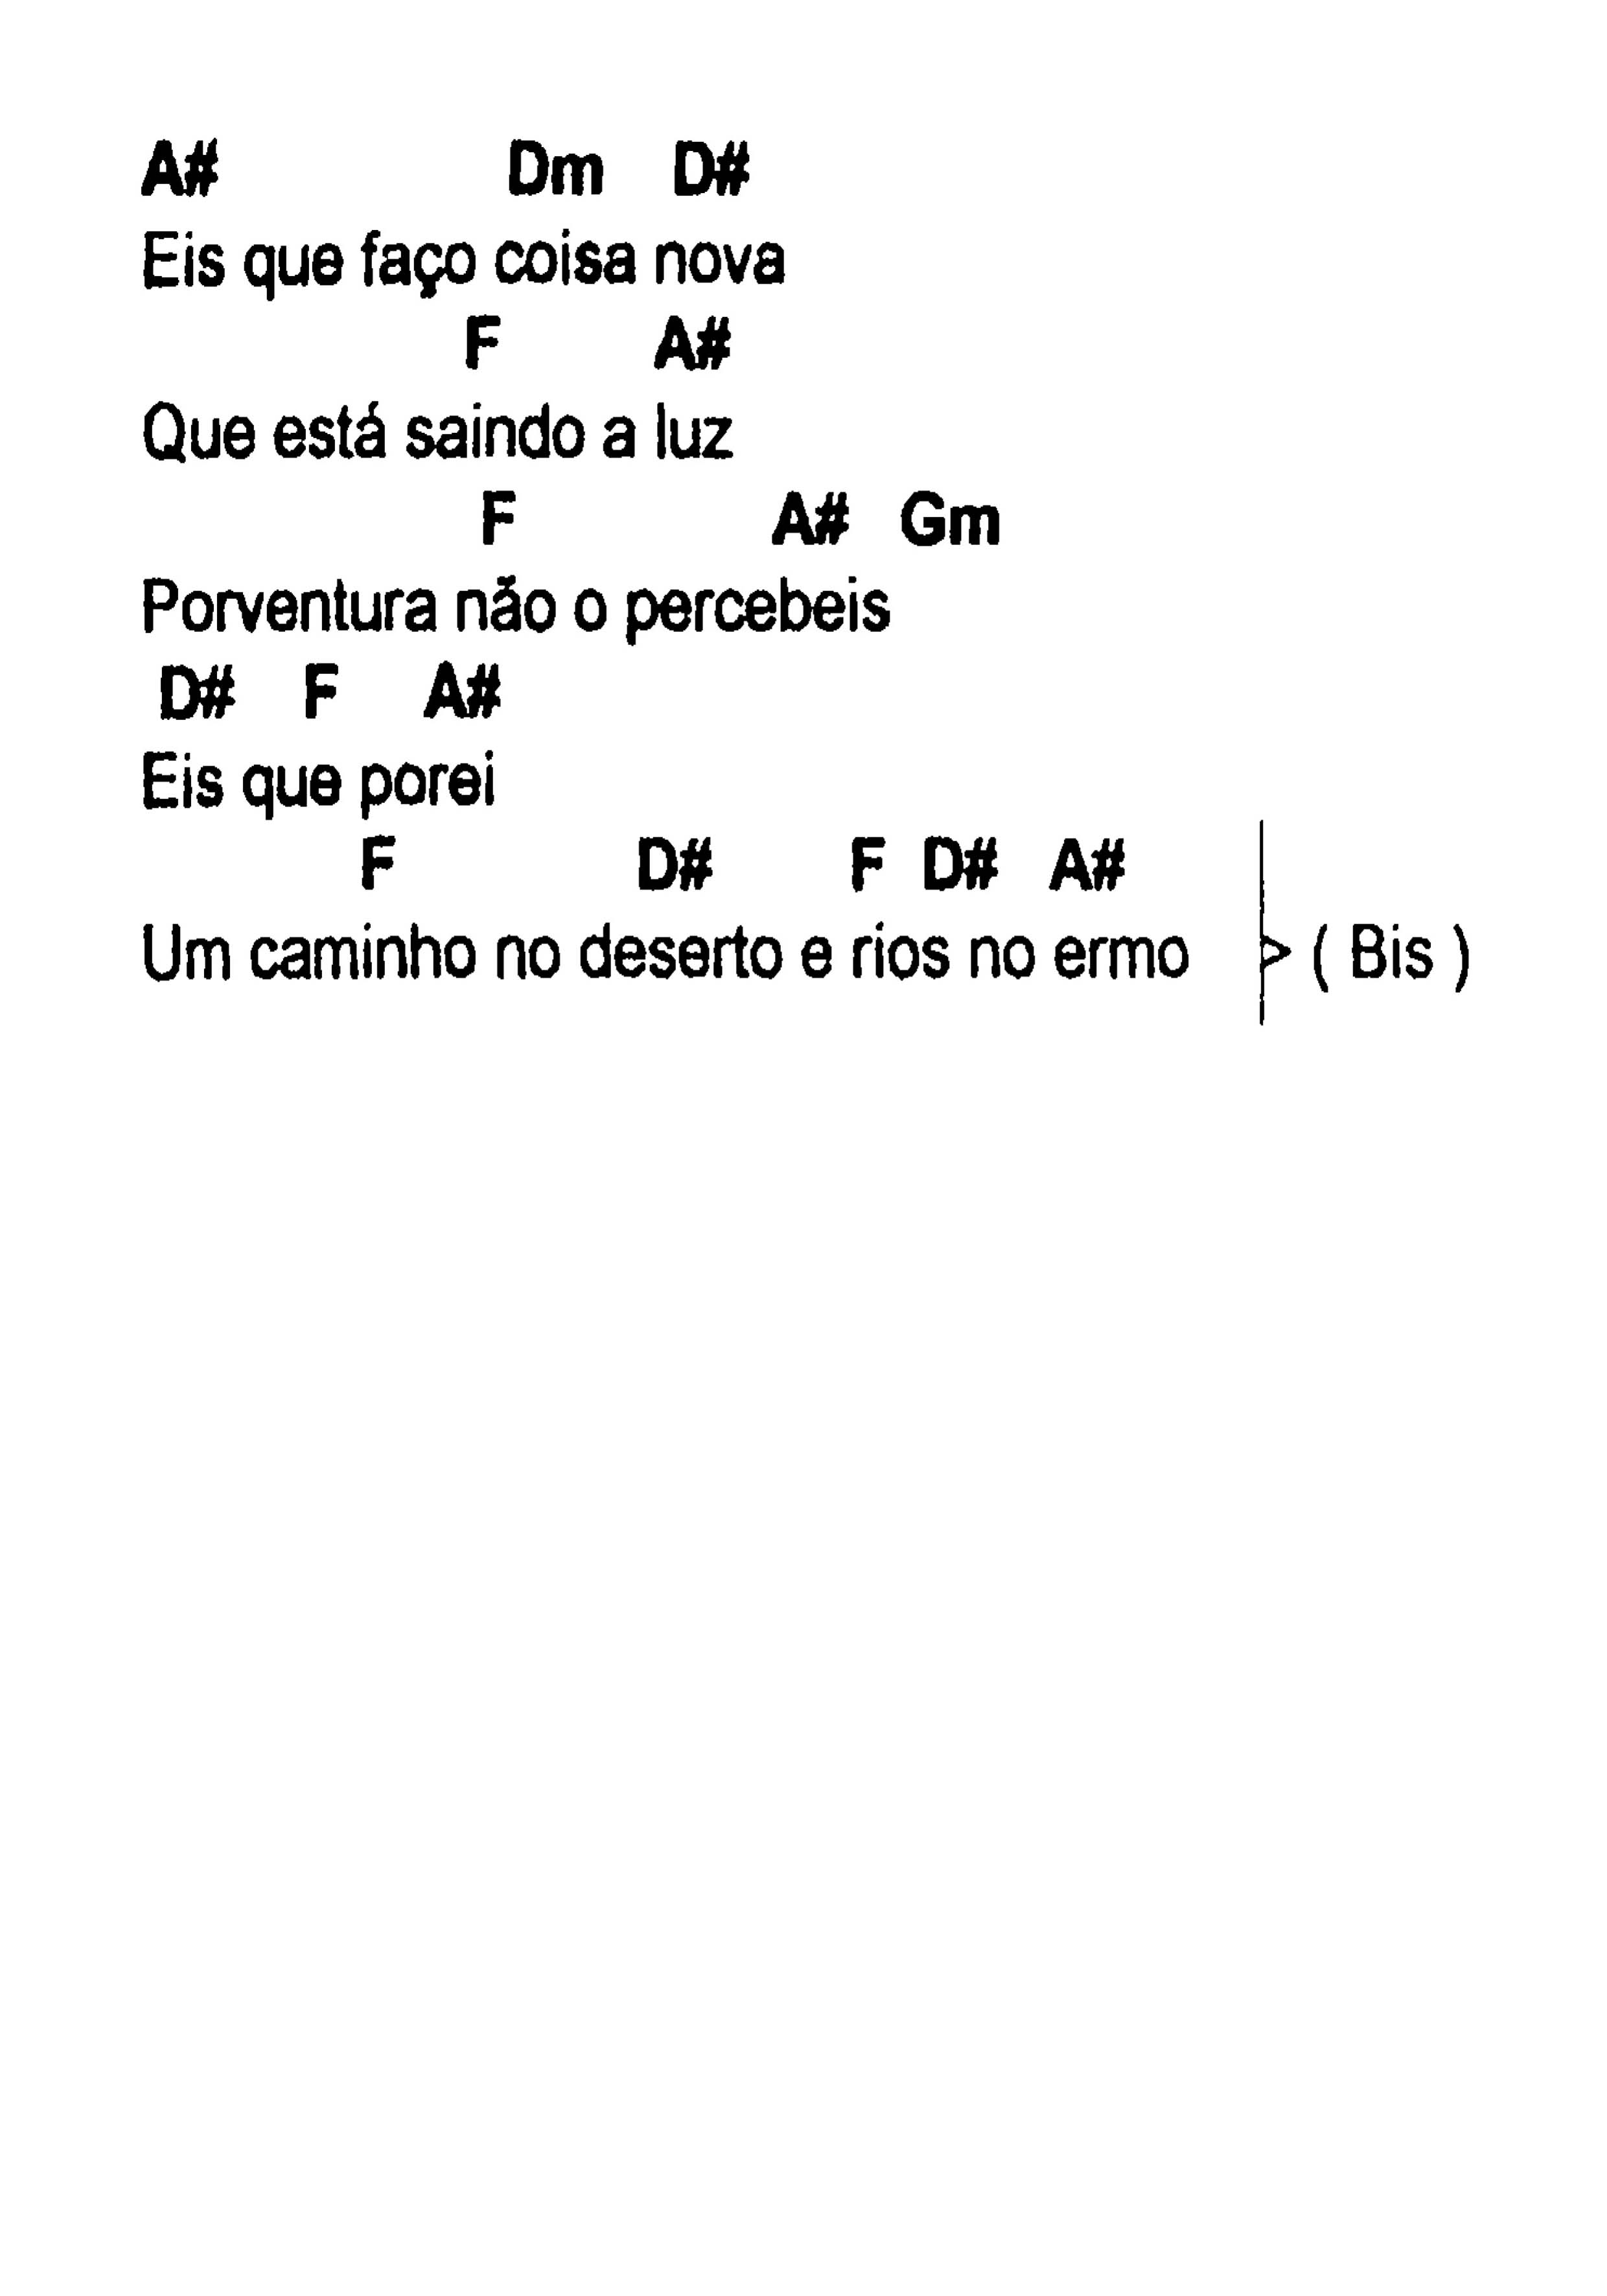 A# Dm D#
Eis que faço coisa nova
F A#
Que está saindo a luz
F A# Gm
Porventura não o percebeis
D# F A#
Eis que porei
F D# F D# A#
Um caminho no deserto e rios no ermo > ( Bis )